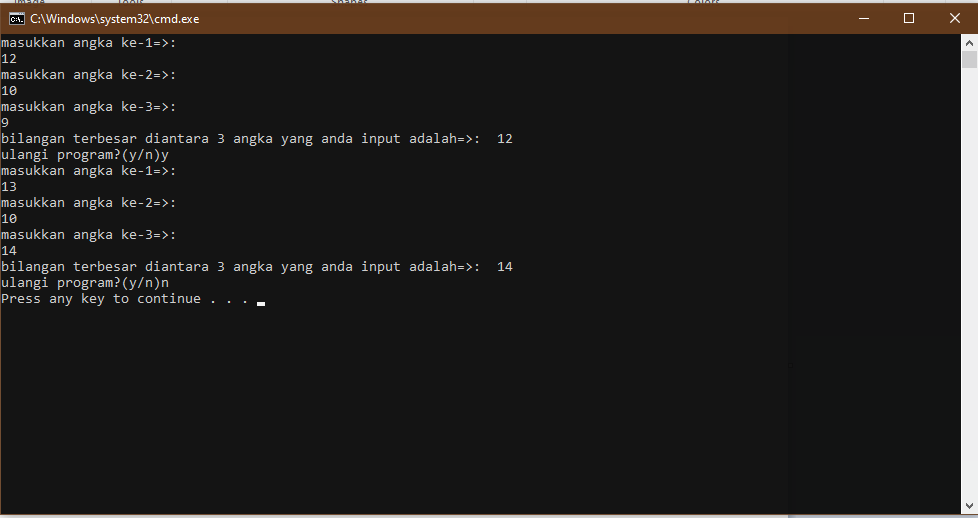 C:\Windows\system32\cmd.exe
masukkan angka ke-1=>:
12
masukkan angka ke-2=>:
10
masukkan angka ke-3=>:
9
bilangan terbesar diantara 3 angka yang anda input adalah=>:  12
ulangi program?(y/n)y
masukkan angka ke-1=>:
13
masukkan angka ke-2=>:
10
masukkan angka ke-3=>:
14
bilangan terbesar diantara 3 angka yang anda input adalah=>:  14
ulangi program?(y/n)n
Press any key to continue . . .